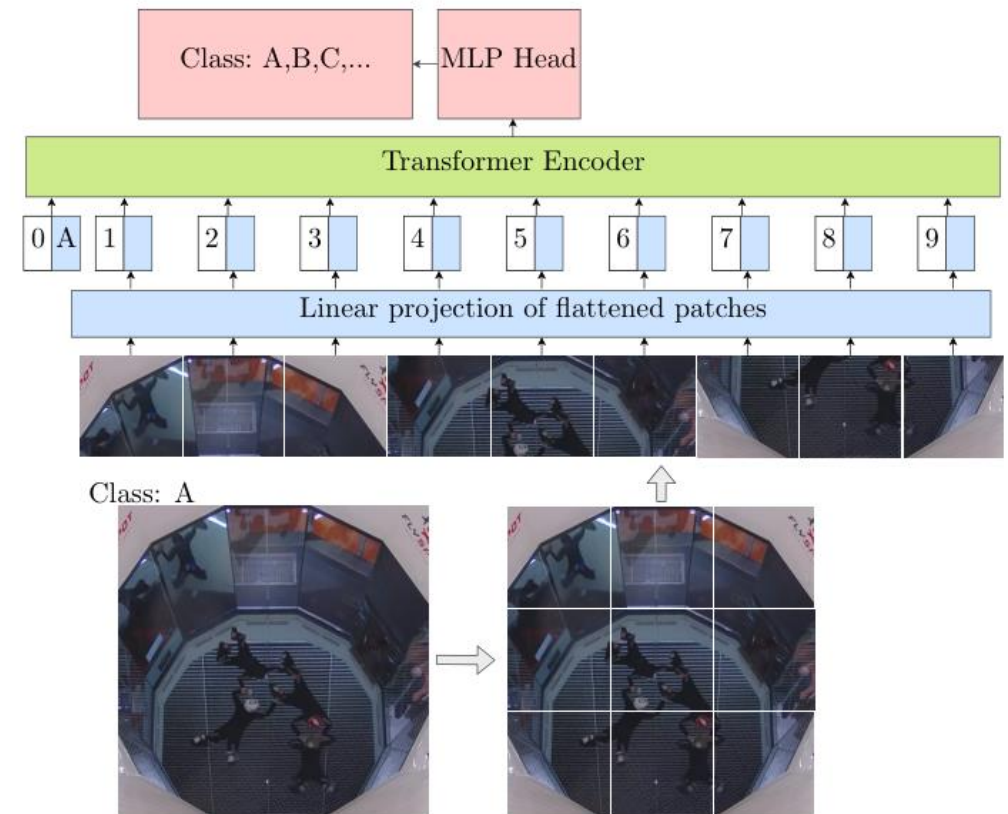 Class: A,B,C,...
MLP Head
Transformer Encoder
0 A 1 2 3 4 5 6 7 8 9
Linear projection of flattened patches
Class: A